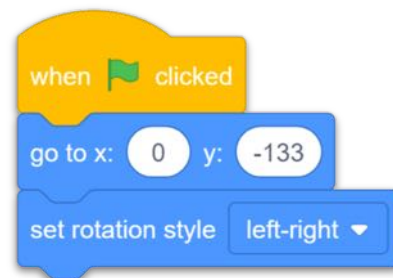 when clicked
go to x: 0 y: -133
set rotation style left-right